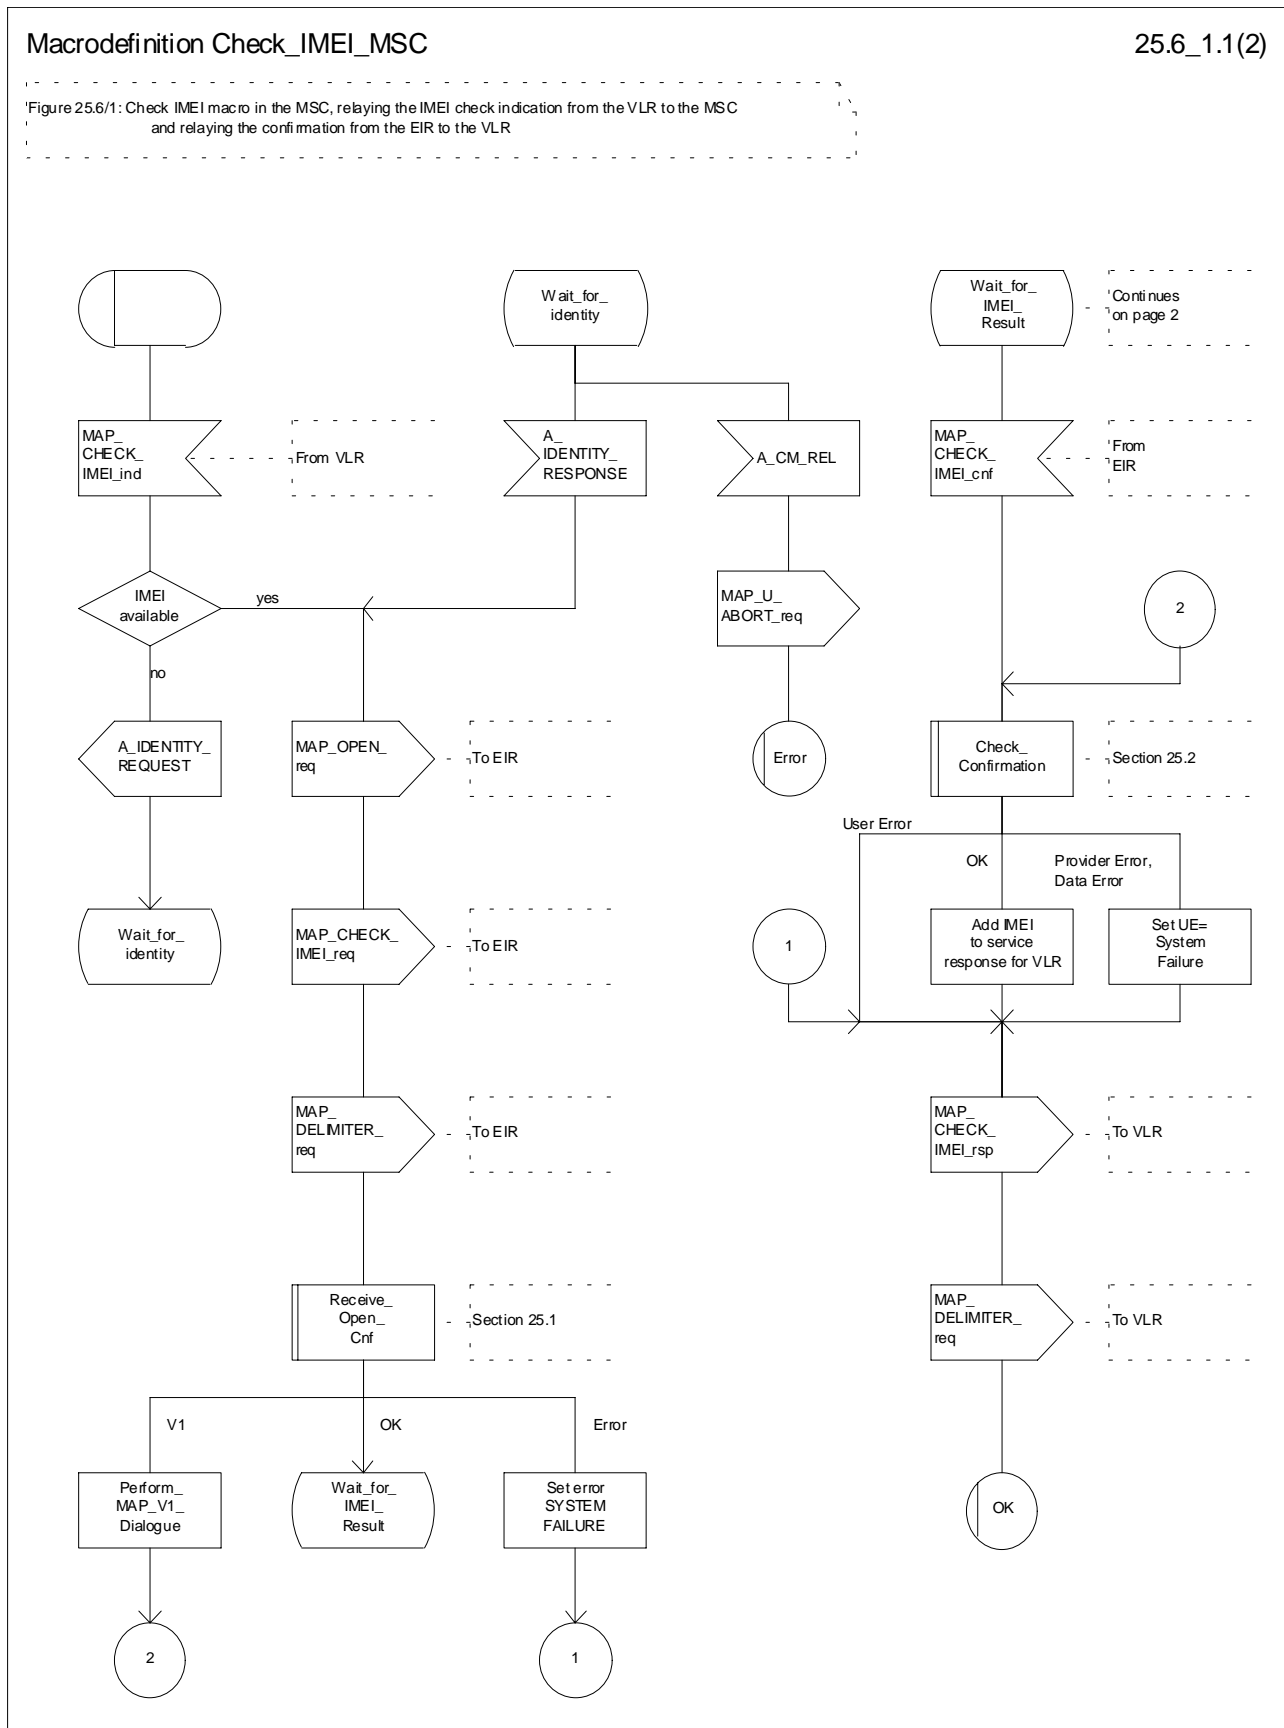 Macrodefinition Check_IMEI_MSC
25.6_1.1(2)
Figure 25.6/1: Check IMEI macro in the MSC, relaying the IMEI check indication from the VLR to the MSC
and relaying the confirmation from the EIR to the VLR
Wait_for_
identity
Wait_for_
IMEI_
Result
Continues
on page 2
MAP_
CHECK_
IMEI_ind
From VLR
A_
IDENTITY_
RESPONSE
A_CM_REL
MAP_
CHECK_
IMEI_cnf
From
EIR
IMEI
available
yes
no
MAP_U_
ABORT_req
2
A_IDENTITY_
REQUEST
MAP_OPEN_
req
To EIR
Error
Check_
Confirmation
Section 25.2
User Error
OK
Provider Error,
Data Error
Wait_for_
identity
MAP_CHECK_
IMEI_req
To EIR
1
Add IMEI
to service
response for VLR
Set UE=
System
Failure
MAP_
DELIMITER_
req
To EIR
MAP_
CHECK_
IMEI_rsp
To VLR
Receive_
Open_
Cnf
Section 25.1
MAP_
DELIMITER_
req
To VLR
V1
OK
Error
Perform_
MAP_V1_
Dialogue
Wait_for_
IMEI_
Result
Set error
SYSTEM
FAILURE
OK
2
1